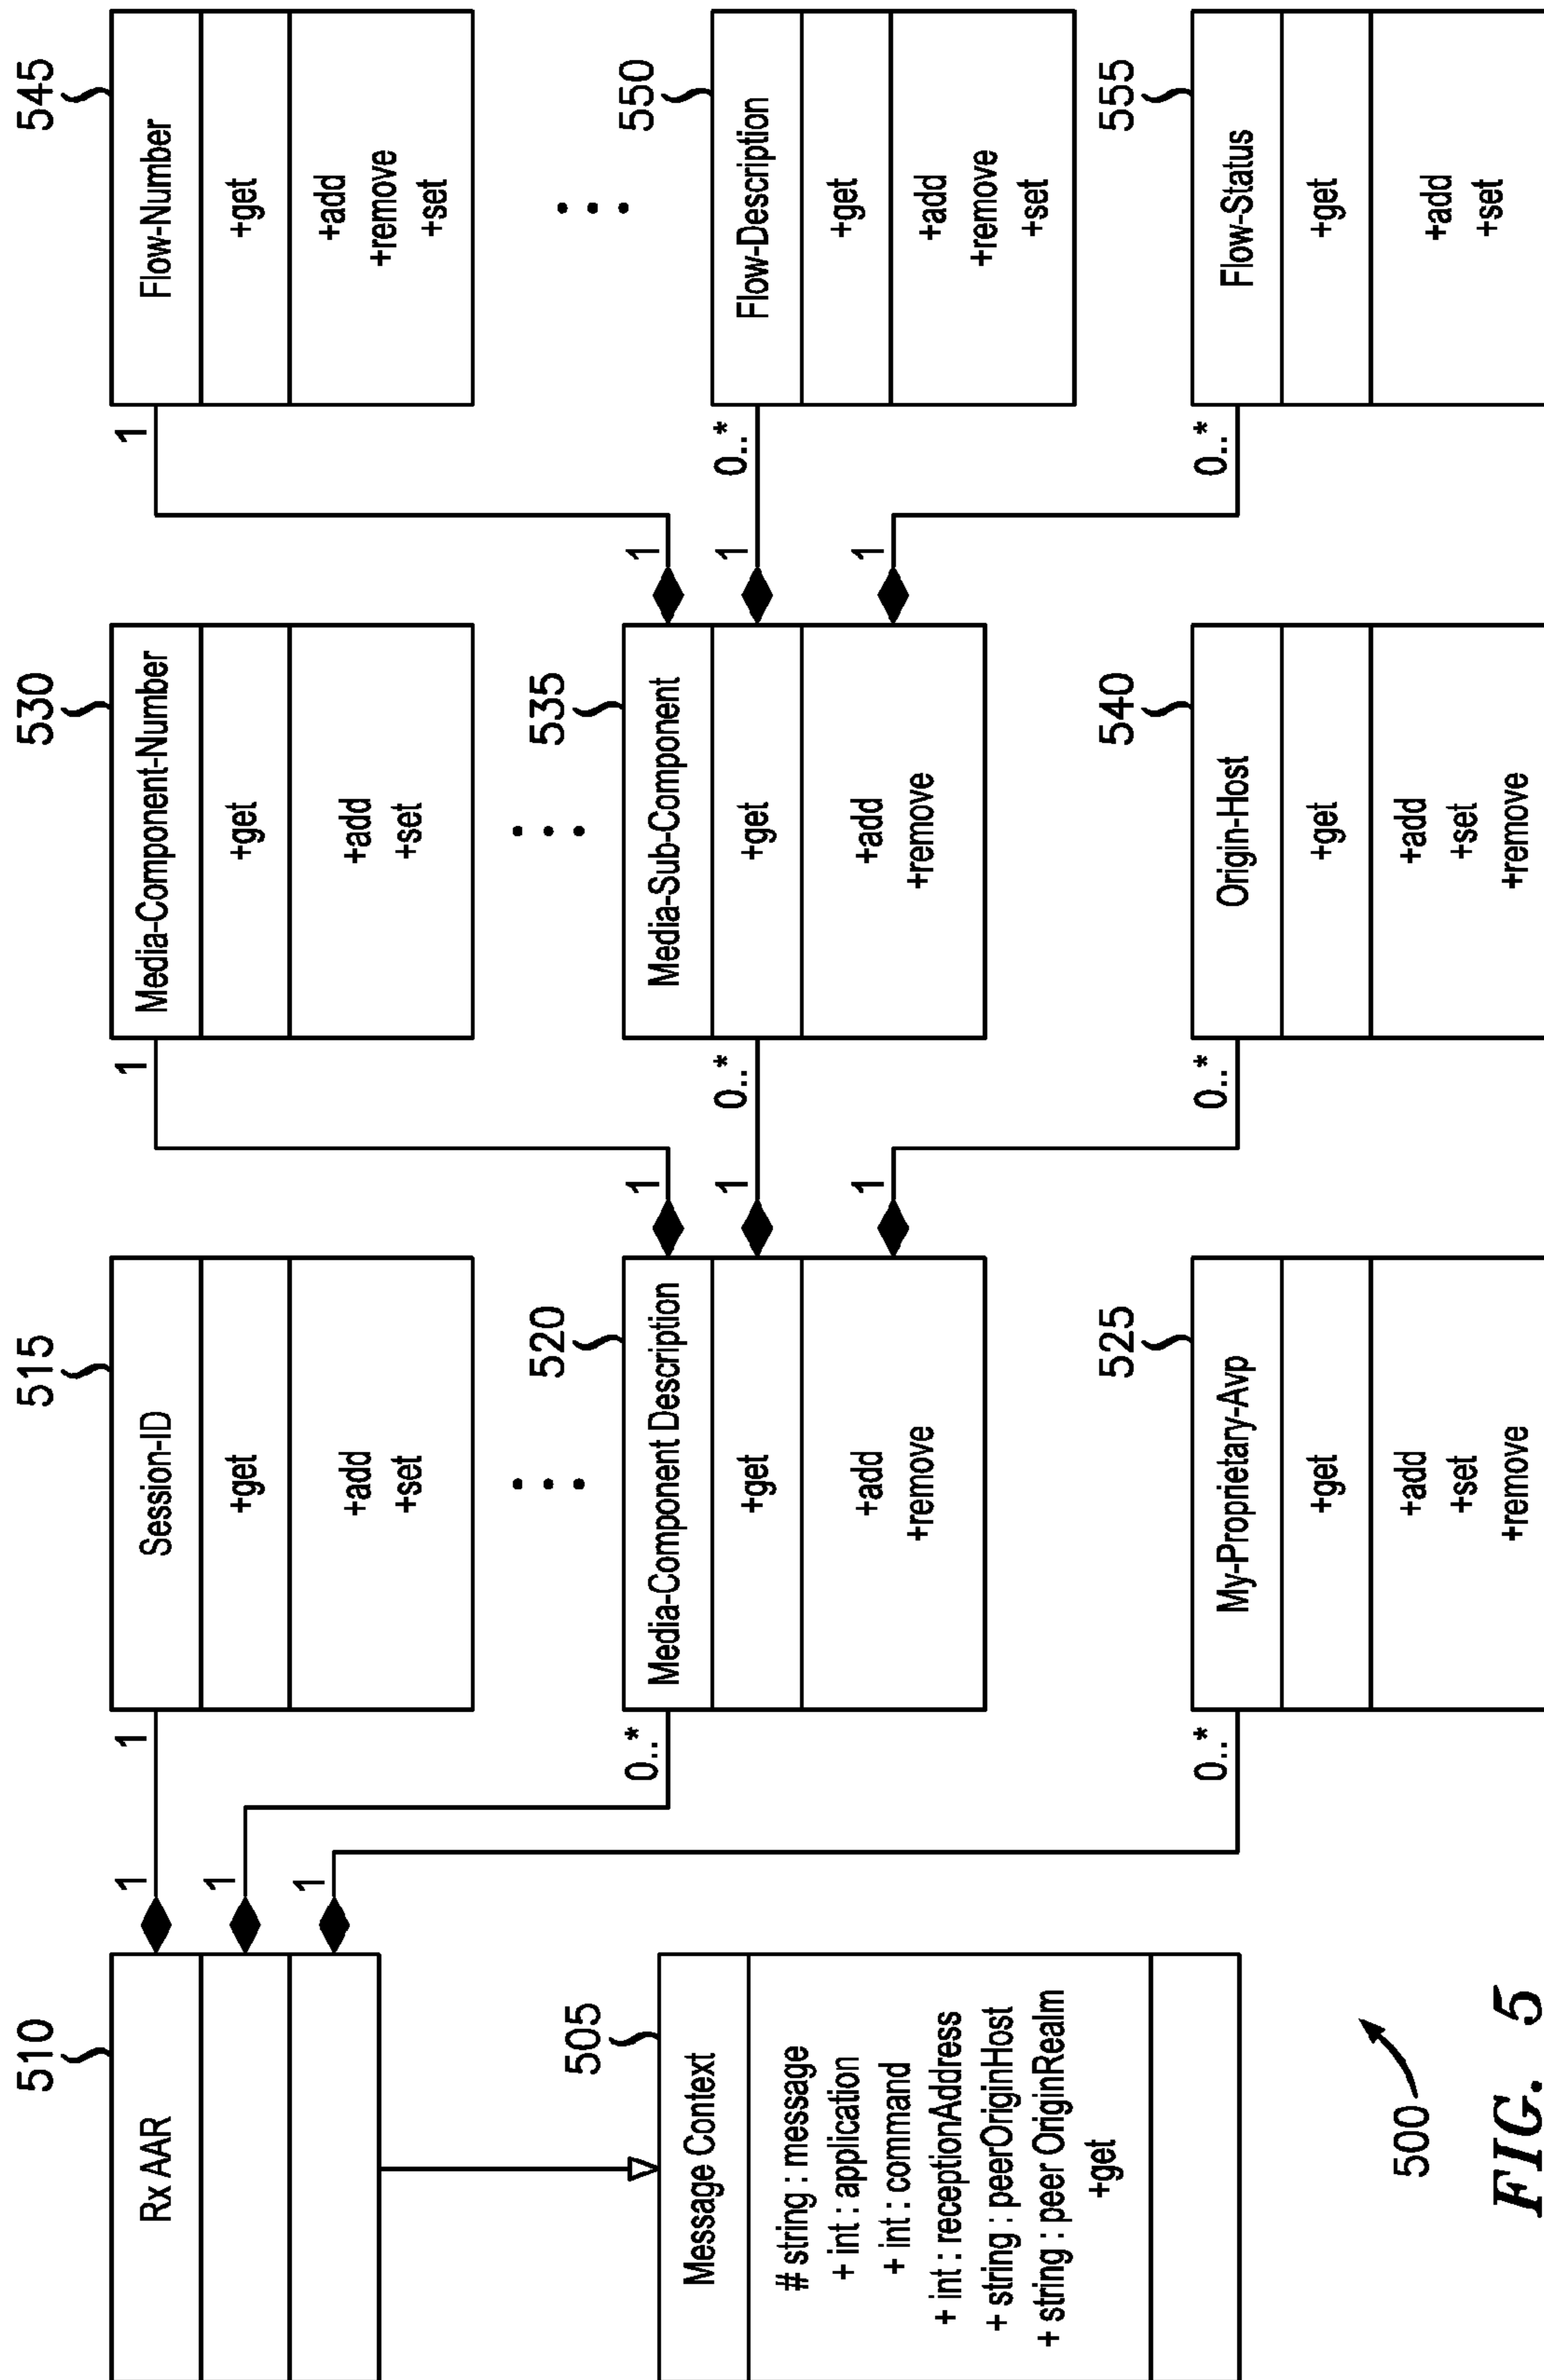 510
Rx AAR
505
Message Context
# string : message
+ int : application
+ int : command
+ int : receptionAddress
+ string : peerOriginHost
+ string : peer OriginRealm
+get
1
1
1
1
0..*
0..*
515
Session-ID
+get
+add
+set
520
Media-Component Description
+get
+add
+remove
525
My-Proprietary-Avp
+get
+add
+set
+remove
1
1
1
1
0..*
0..*
530
Media-Component-Number
+get
+add
+set
535
Media-Sub-Component
+get
+add
+remove
540
Origin-Host
+get
+add
+set
+remove
1
1
1
1
0..*
0..*
545
Flow-Number
+get
+add
+remove
+set
550
Flow-Description
+get
+add
+remove
+set
555
Flow-Status
+get
+add
+set
500
FIG. 5